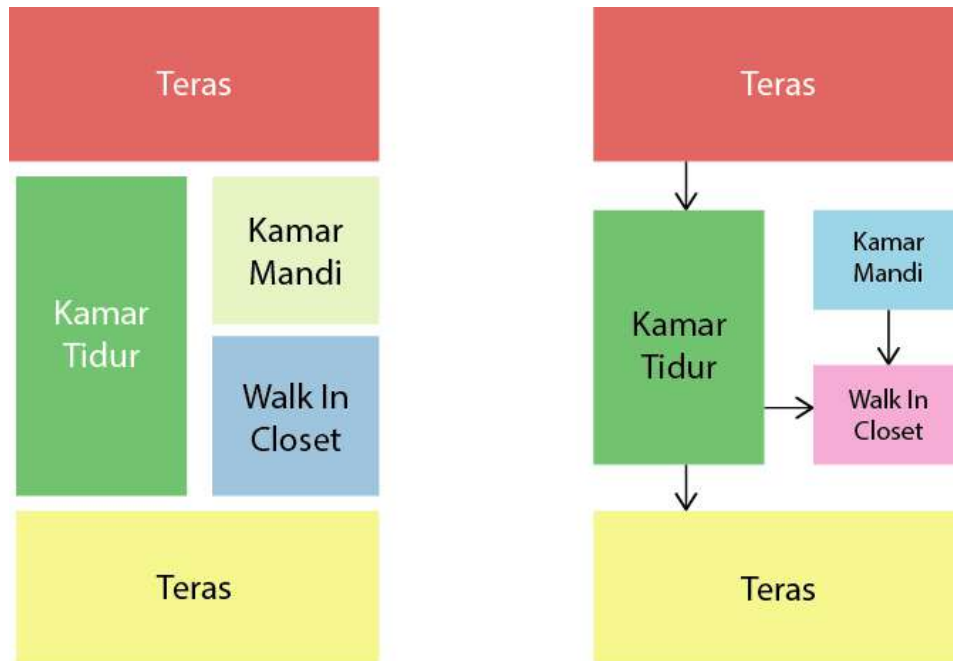 Teras
Kamar
Tidur
Kamar
Mandi
Walk In
Closet
Teras
Teras
Kamar
Tidur
Kamar
Mandi
Walk In
Closet
Teras